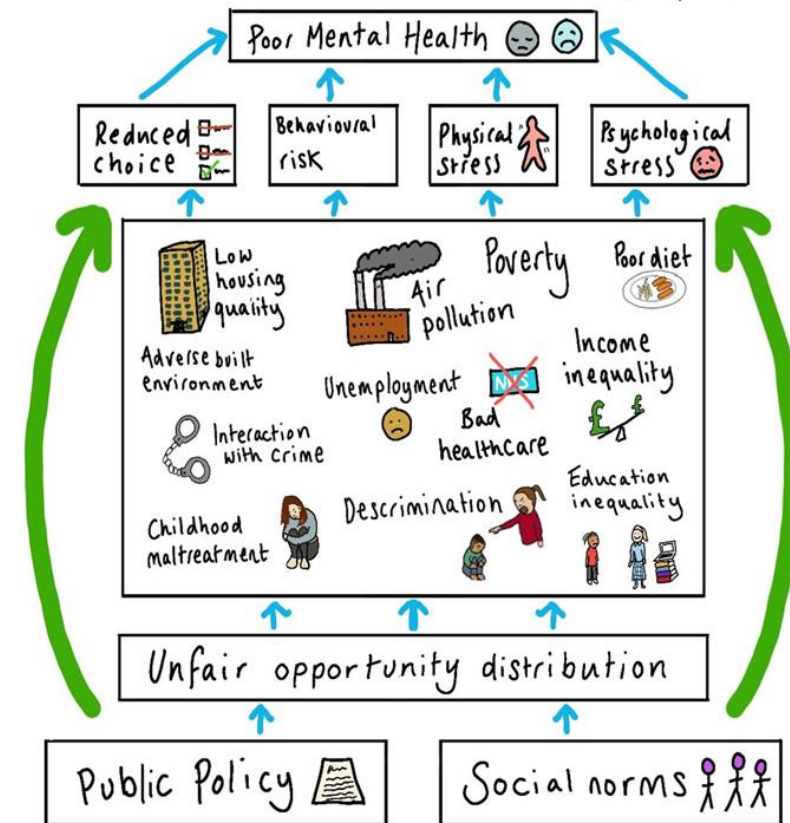 Poor Mental Health
Reduced
choice
Behavioural
risk
Physical
stress
Psychological
stress
Low
housing
quality
Air
pollution
Poverty
Poor diet
Adverse built
environment
Unemployment
NHS
Bad
healthcare
Income
inequality
£
£
Interaction
with crime
Childhood
maltreatment
Descrimination
Education
inequality
Unfair opportunity distribution
Public Policy
Social norms